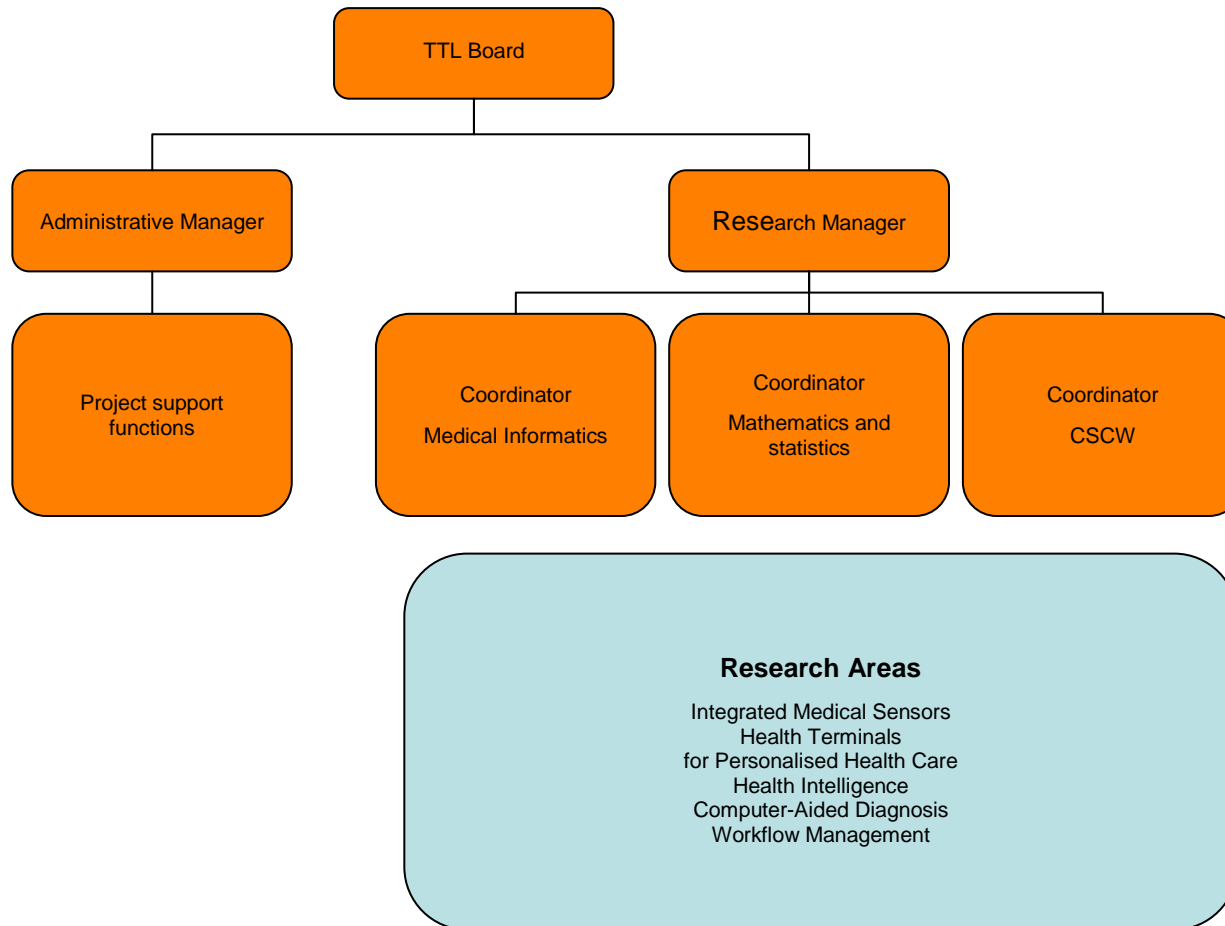 TTL Board
Administrative Manager
Research Manager
Project support
functions
Coordinator
Medical Informatics
Coordinator
Mathematics and
statistics
Coordinator
CSCW
Research Areas
Integrated Medical Sensors
Health Terminals
for Personalised Health Care
Health Intelligence
Computer-Aided Diagnosis
Workflow Management